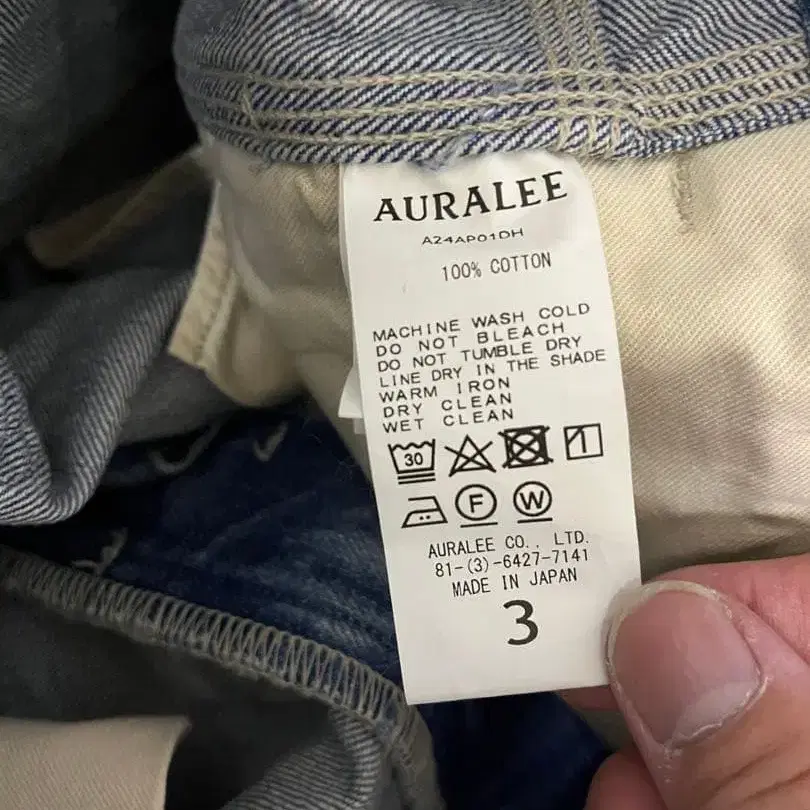 AURALEE
A24AP01DH
100% COTTON
MACHINE WASH COLD
DO NOT BLEACH
DO NOT TUMBLE DRY
LINE DRY IN THE SHADE
WARM IRON
DRY CLEAN
WET CLEAN
30
F W
AURALEE CO., LTD.
81-(3)-6427-7141
MADE IN JAPAN
3